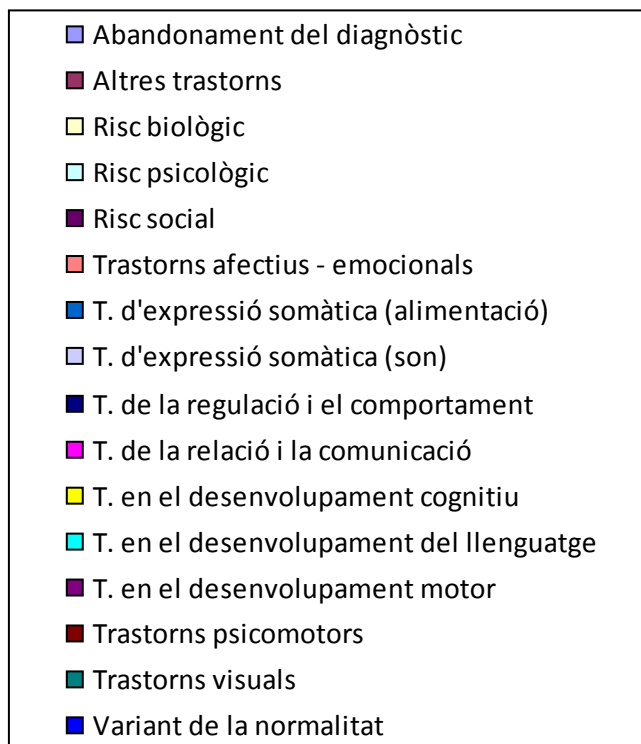 Abandonament del diagnòstic
Altres trastorns
Risc biològic
Risc psicològic
Risc social
Trastorns afectius - emocionals
T. d'expressió somàtica (alimentació)
T. d'expressió somàtica (son)
T. de la regulació i el comportament
T. de la relació i la comunicació
T. en el desenvolupament cognitiu
T. en el desenvolupament del llenguatge
T. en el desenvolupament motor
Trastorns psicomotors
Trastorns visuals
Variant de la normalitat